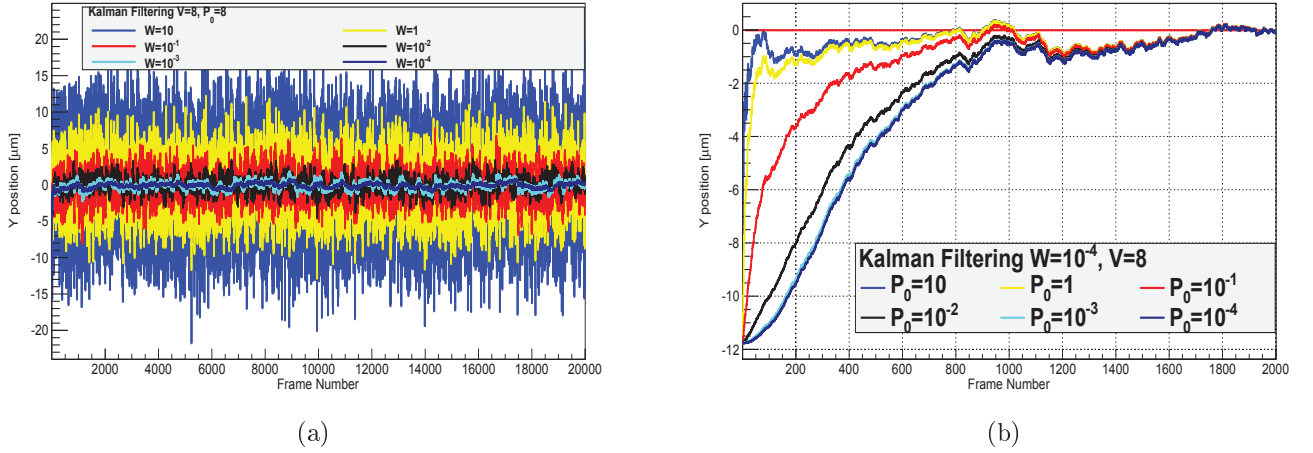 Kalman Filtering V=8, P₀=8
W=10 W=1
W=10⁻¹ W=10⁻²
W=10⁻³ W=10⁻⁴
20
15
10
5
0
-5
-10
-15
-20
Y position [μm]
2000 4000 6000 8000 10000 12000 14000 16000 18000 20000
Frame Number
(a)
0
-2
-4
-6
-8
-10
-12
Y position [μm]
Kalman Filtering W=10⁻⁴, V=8
P₀=10 P₀=1 P₀=10⁻¹
P₀=10⁻² P₀=10⁻³ P₀=10⁻⁴
200 400 600 800 1000 1200 1400 1600 1800 2000
Frame Number
(b)